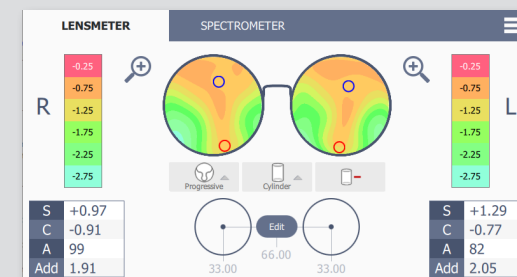 LENSMETER
SPECTROMETER
R
-0.25
-0.75
-1.25
-1.75
-2.25
-2.75
-0.25
-0.75
-1.25
-1.75
-2.25
-2.75
L
Progressive
Cylinder
S +0.97
C -0.91
A 99
Add 1.91
Edit
66.00
33.00
33.00
S +1.29
C -0.77
A 82
Add 2.05